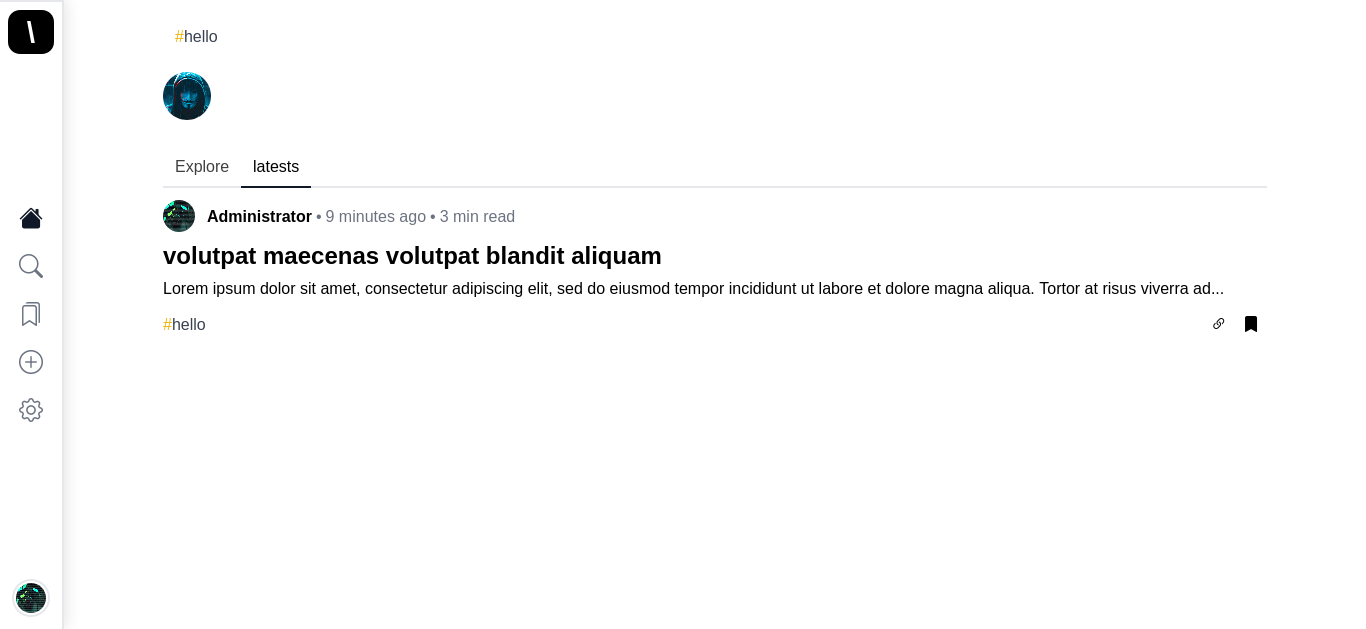 \
#hello
Explore latests
Administrator • 9 minutes ago • 3 min read
volutpat maecenas volutpat blandit aliquam
Lorem ipsum dolor sit amet, consectetur adipiscing elit, sed do eiusmod tempor incididunt ut labore et dolore magna aliqua. Tortor at risus viverra ad...
#hello